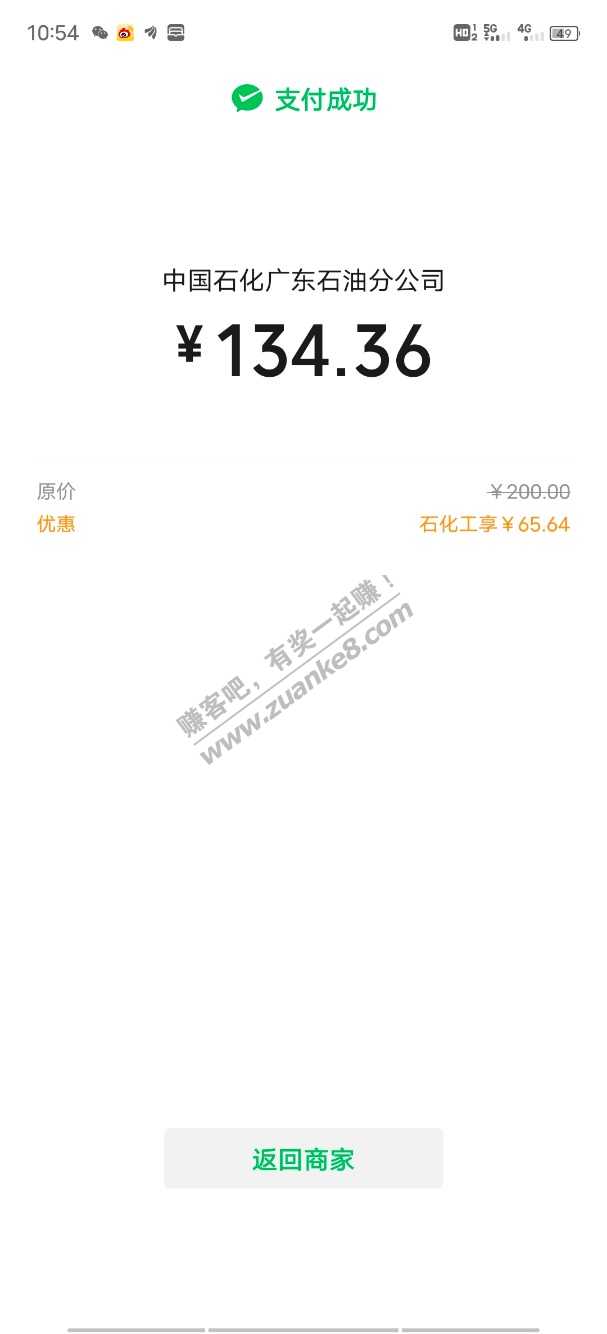 10:54 HD 1 2 5G 4G 49
支付成功
中国石化广东石油分公司
¥134.36
原价 ¥200.00
优惠 石化工享¥65.64
赚客吧，有奖一起赚！
www.zuanke8.com
返回商家